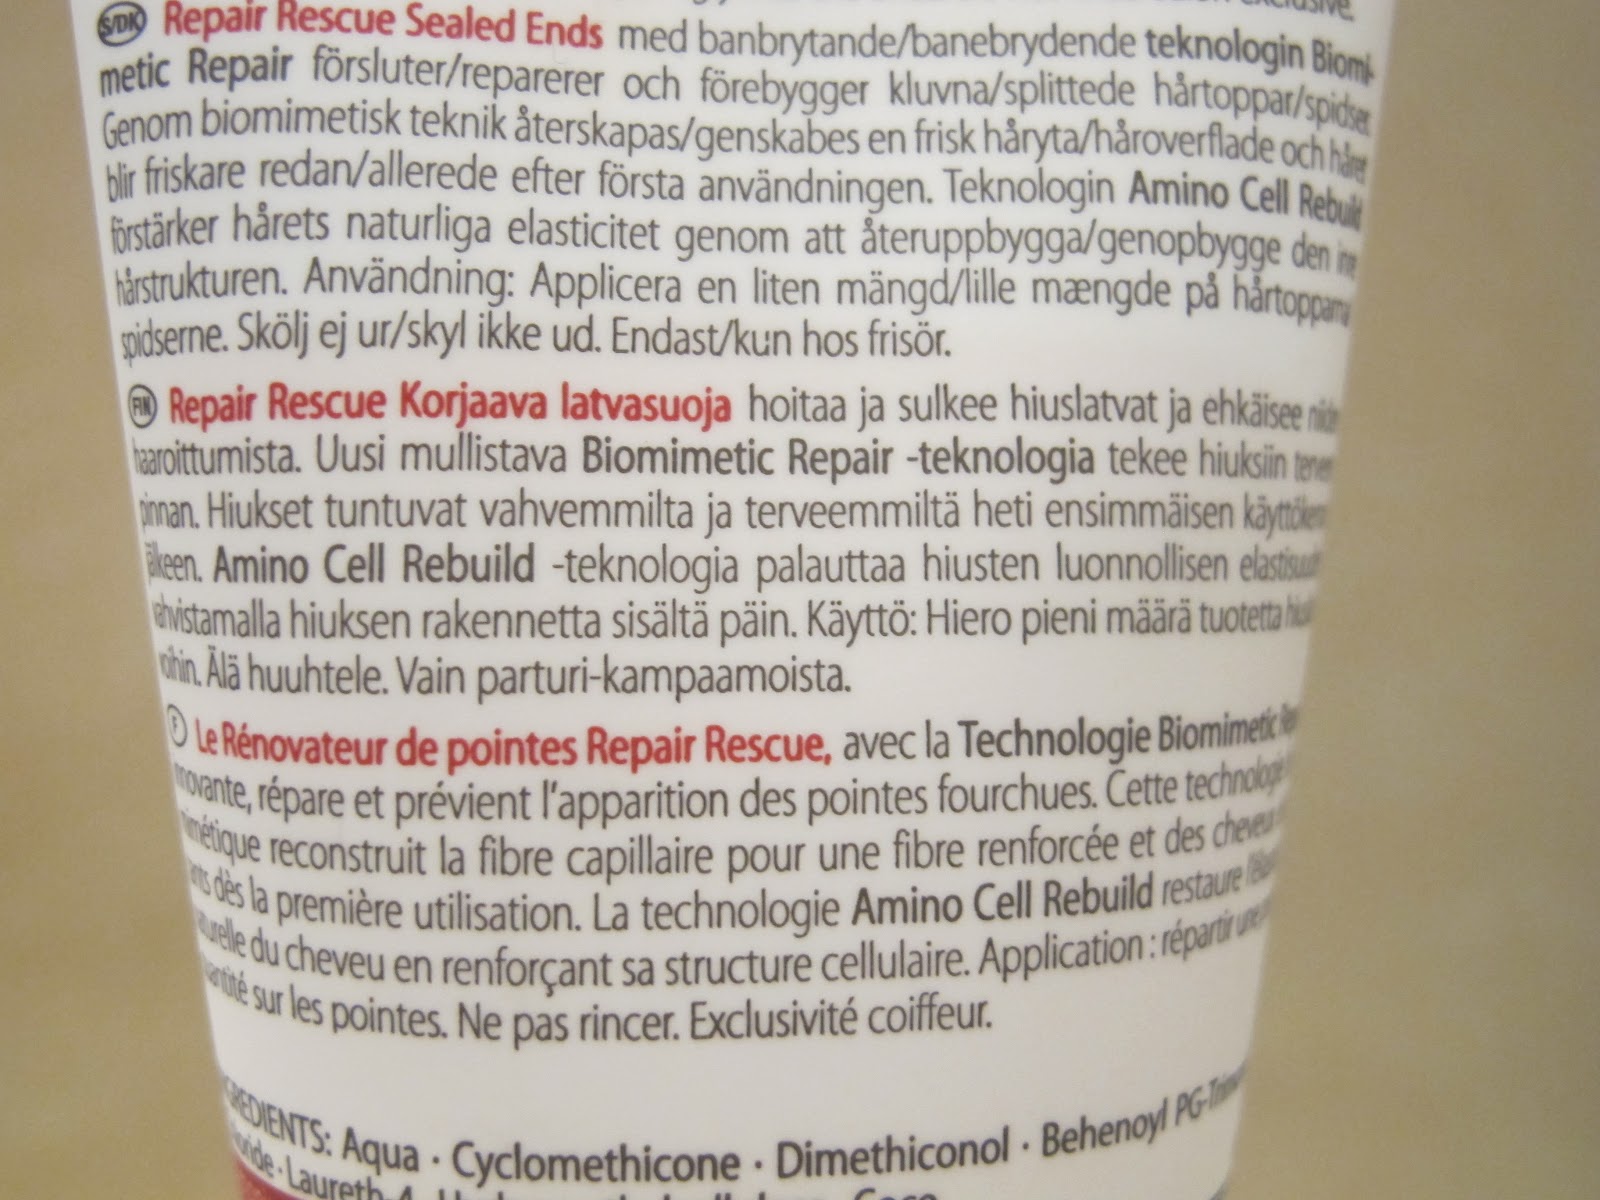 exclusive.
S/DK Repair Rescue Sealed Ends med banbrytande/banebrydende teknologin Biomi-
metic Repair försluter/reparerer och förebygger kluvna/splittede hårtoppar/spidser.
Genom biomimetisk teknik återskapas/genskabes en frisk håryta/håroverflade och håret
blir friskare redan/allerede efter första användningen. Teknologin Amino Cell Rebuild
förstärker hårets naturliga elasticitet genom att återuppbygga/genopbygge den inre
hårstrukturen. Användning: Applicera en liten mängd/lille mængde på hårtopparna/
spidserne. Skölj ej ur/skyl ikke ud. Endast/kun hos frisör.
FIN Repair Rescue Korjaava latvasuoja hoitaa ja sulkee hiuslatvat ja ehkäisee
haaroittumista. Uusi mullistava Biomimetic Repair -teknologia tekee hiuksiin
pinnan. Hiukset tuntuvat vahvemmilta ja terveemmiltä heti ensimmäisen
älkeen. Amino Cell Rebuild -teknologia palauttaa hiusten luonnollisen
vahvistamalla hiuksen rakennetta sisältä päin. Käyttö: Hiero pieni määrä tuotetta
voihin. Älä huuhtele. Vain parturi-kampaamoista.
F Le Rénovateur de pointes Repair Rescue, avec la Technologie Biomimetic
novante, répare et prévient l'apparition des pointes fourchues. Cette technologie
mimétique reconstruit la fibre capillaire pour une fibre renforcée et des cheveux
dès la première utilisation. La technologie Amino Cell Rebuild restaure
naturelle du cheveu en renforçant sa structure cellulaire. Application : répartir une
quantité sur les pointes. Ne pas rincer. Exclusivité coiffeur.
INGREDIENTS: Aqua · Cyclomethicone · Dimethiconol · Behenoyl PG-
· Laureth-4